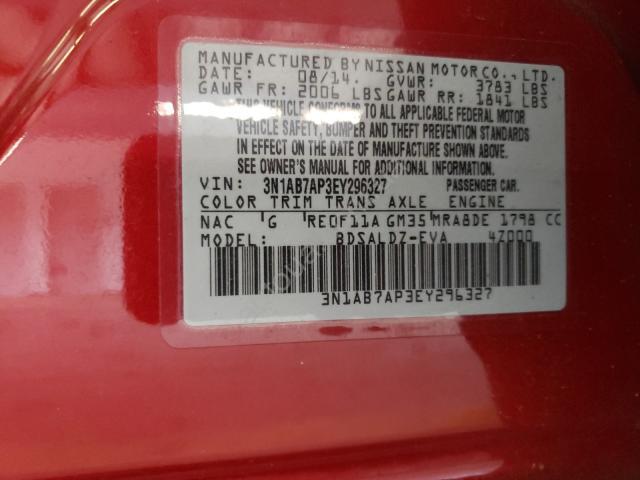 MANUFACTURED BY NISSAN MOTOR CO., LTD.
DATE: 08/14. GVWR: 3783 LBS
GAWR FR: 2006 LBS GAWR RR: 1841 LBS
THIS VEHICLE CONFORMS TO ALL APPLICABLE FEDERAL MOTOR
VEHICLE SAFETY, BUMPER AND THEFT PREVENTION STANDARDS
IN EFFECT ON THE DATE OF MANUFACTURE SHOWN ABOVE.
SEE OWNER'S MANUAL FOR ADDITIONAL INFORMATION.
VIN: 3N1AB7AP3EY296327 PASSENGER CAR.
COLOR TRIM TRANS AXLE ENGINE
NAC G RE0F11A GM35 MRA8DE 1798 CC
MODEL: BDSALDZ-EVA 4Z000
3N1AB7AP3EY296327